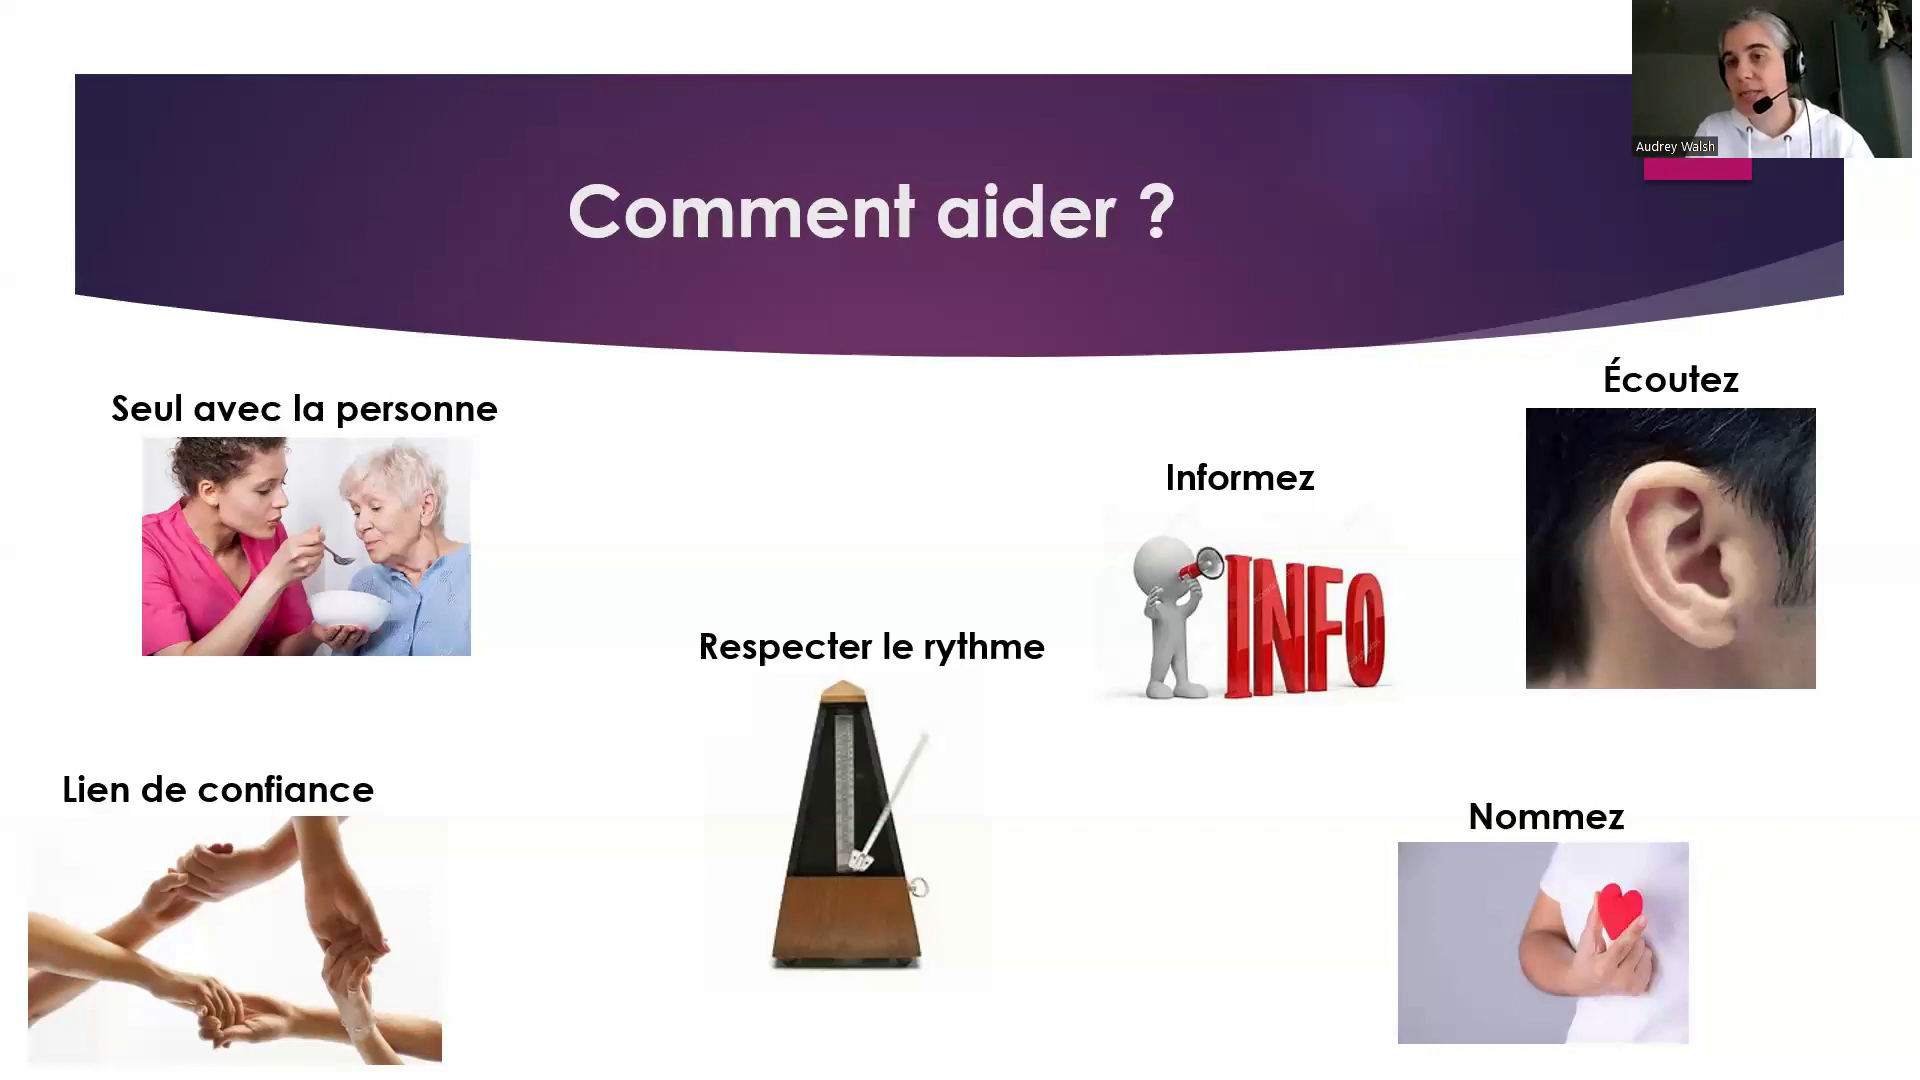 Audrey Walsh
Comment aider ?
Écoutez
Seul avec la personne
Informez
INFO
Respecter le rythme
Lien de confiance
Nommez